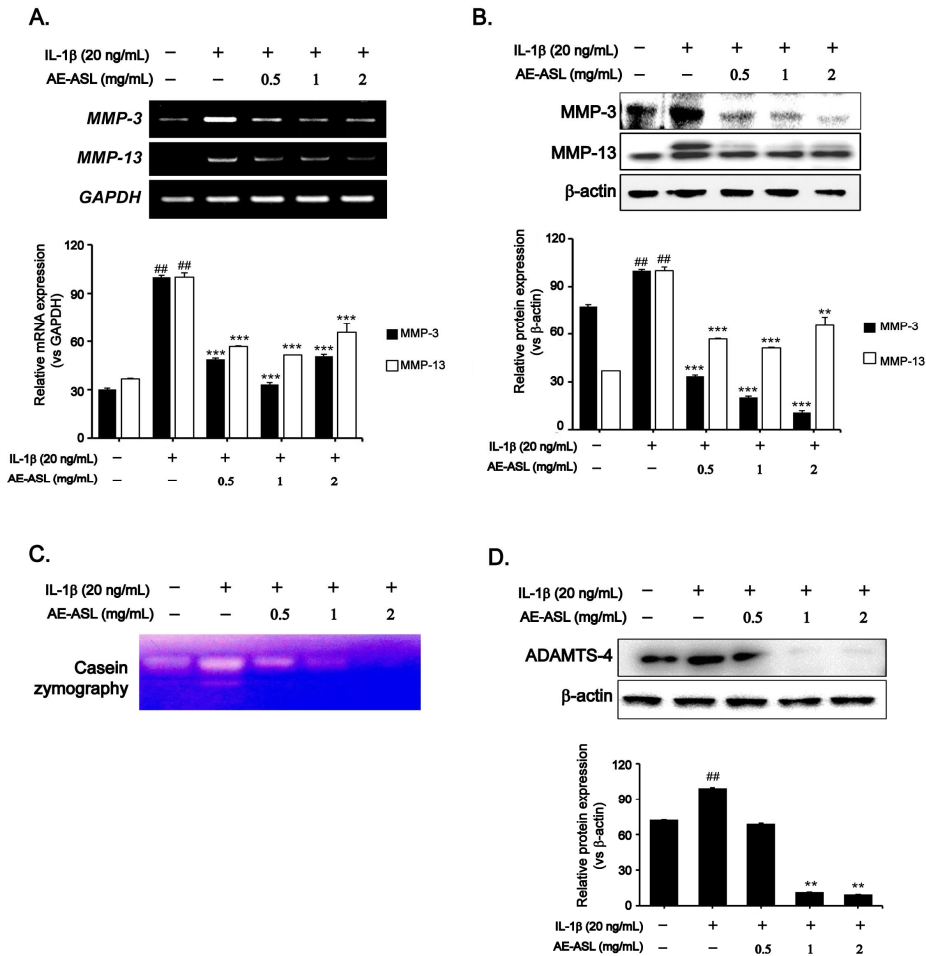 A.
IL-1β (20 ng/mL) – + + + +
AE-ASL (mg/mL) – – 0.5 1 2
MMP-3
MMP-13
GAPDH
Relative mRNA expression
(vs GAPDH)
120
90
60
30
0
## ##
*** ***
*** ***
*** ***
MMP-3
MMP-13
IL-1β (20 ng/mL) – + + + +
AE-ASL (mg/mL) – – 0.5 1 2
B.
IL-1β (20 ng/mL) – + + + +
AE-ASL (mg/mL) – – 0.5 1 2
MMP-3
MMP-13
β-actin
Relative protein expression
(vs β-actin)
120
90
60
30
0
## ##
*** ***
*** ***
*** **
MMP-3
MMP-13
IL-1β (20 ng/mL) – + + + +
AE-ASL (mg/mL) – – 0.5 1 2
C.
IL-1β (20 ng/mL) – + + + +
AE-ASL (mg/mL) – – 0.5 1 2
Casein
zymography
D.
IL-1β (20 ng/mL) – + + + +
AE-ASL (mg/mL) – – 0.5 1 2
ADAMTS-4
β-actin
Relative protein expression
(vs β-actin)
120
90
60
30
0
##
** **
IL-1β (20 ng/mL) – + + + +
AE-ASL (mg/mL) – – 0.5 1 2